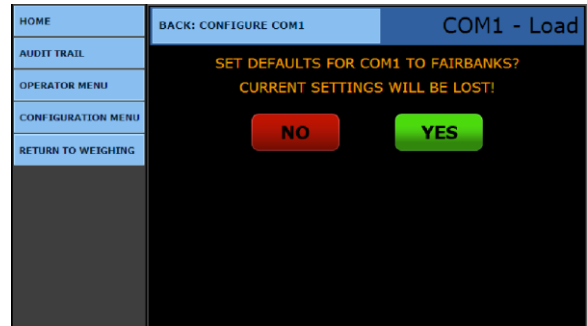 HOME
AUDIT TRAIL
OPERATOR MENU
CONFIGURATION MENU
RETURN TO WEIGHING
BACK: CONFIGURE COM1
COM1 - Load
SET DEFAULTS FOR COM1 TO FAIRBANKS?
CURRENT SETTINGS WILL BE LOST!
NO
YES